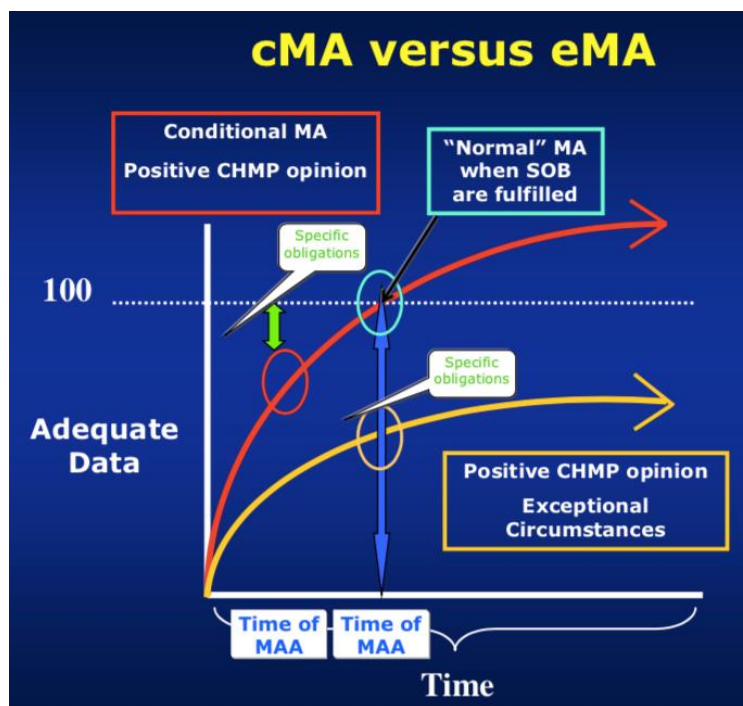 cMA versus eMA
Conditional MA
Positive CHMP opinion
"Normal" MA
when SOB
are fulfilled
Specific
obligations
100
Specific
obligations
Adequate
Data
Positive CHMP opinion
Exceptional
Circumstances
Time of
MAA
Time of
MAA
Time